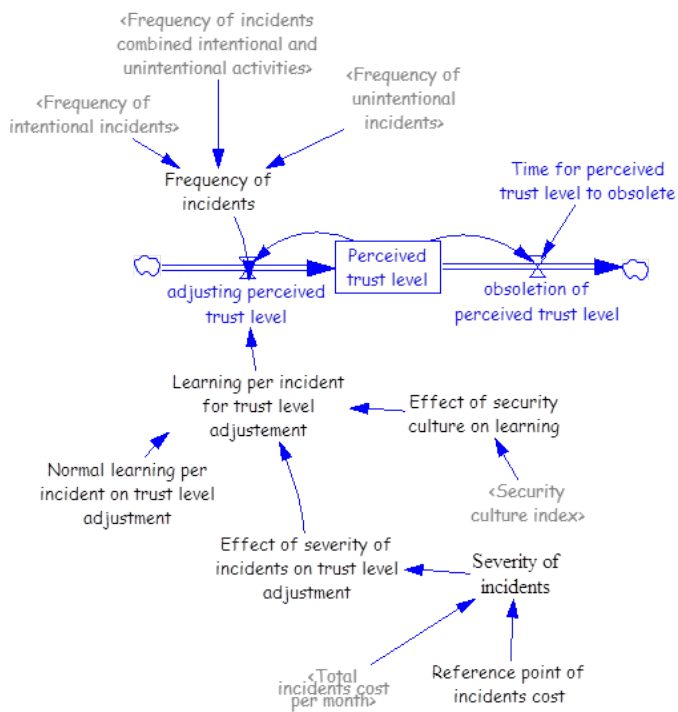 <Frequency of incidents
combined intentional and
unintentional activities>
<Frequency of
intentional incidents>
<Frequency of
unintentional
incidents>
Frequency of
incidents
Time for perceived
trust level to obsolete
Perceived
trust level
adjusting perceived
trust level
obsoletion of
perceived trust level
Learning per incident
for trust level
adjustement
Effect of security
culture on learning
Normal learning per
incident on trust level
adjustment
<Security
culture index>
Effect of severity of
incidents on trust level
adjustment
Severity of
incidents
<Total
incidents cost
per month>
Reference point of
incidents cost